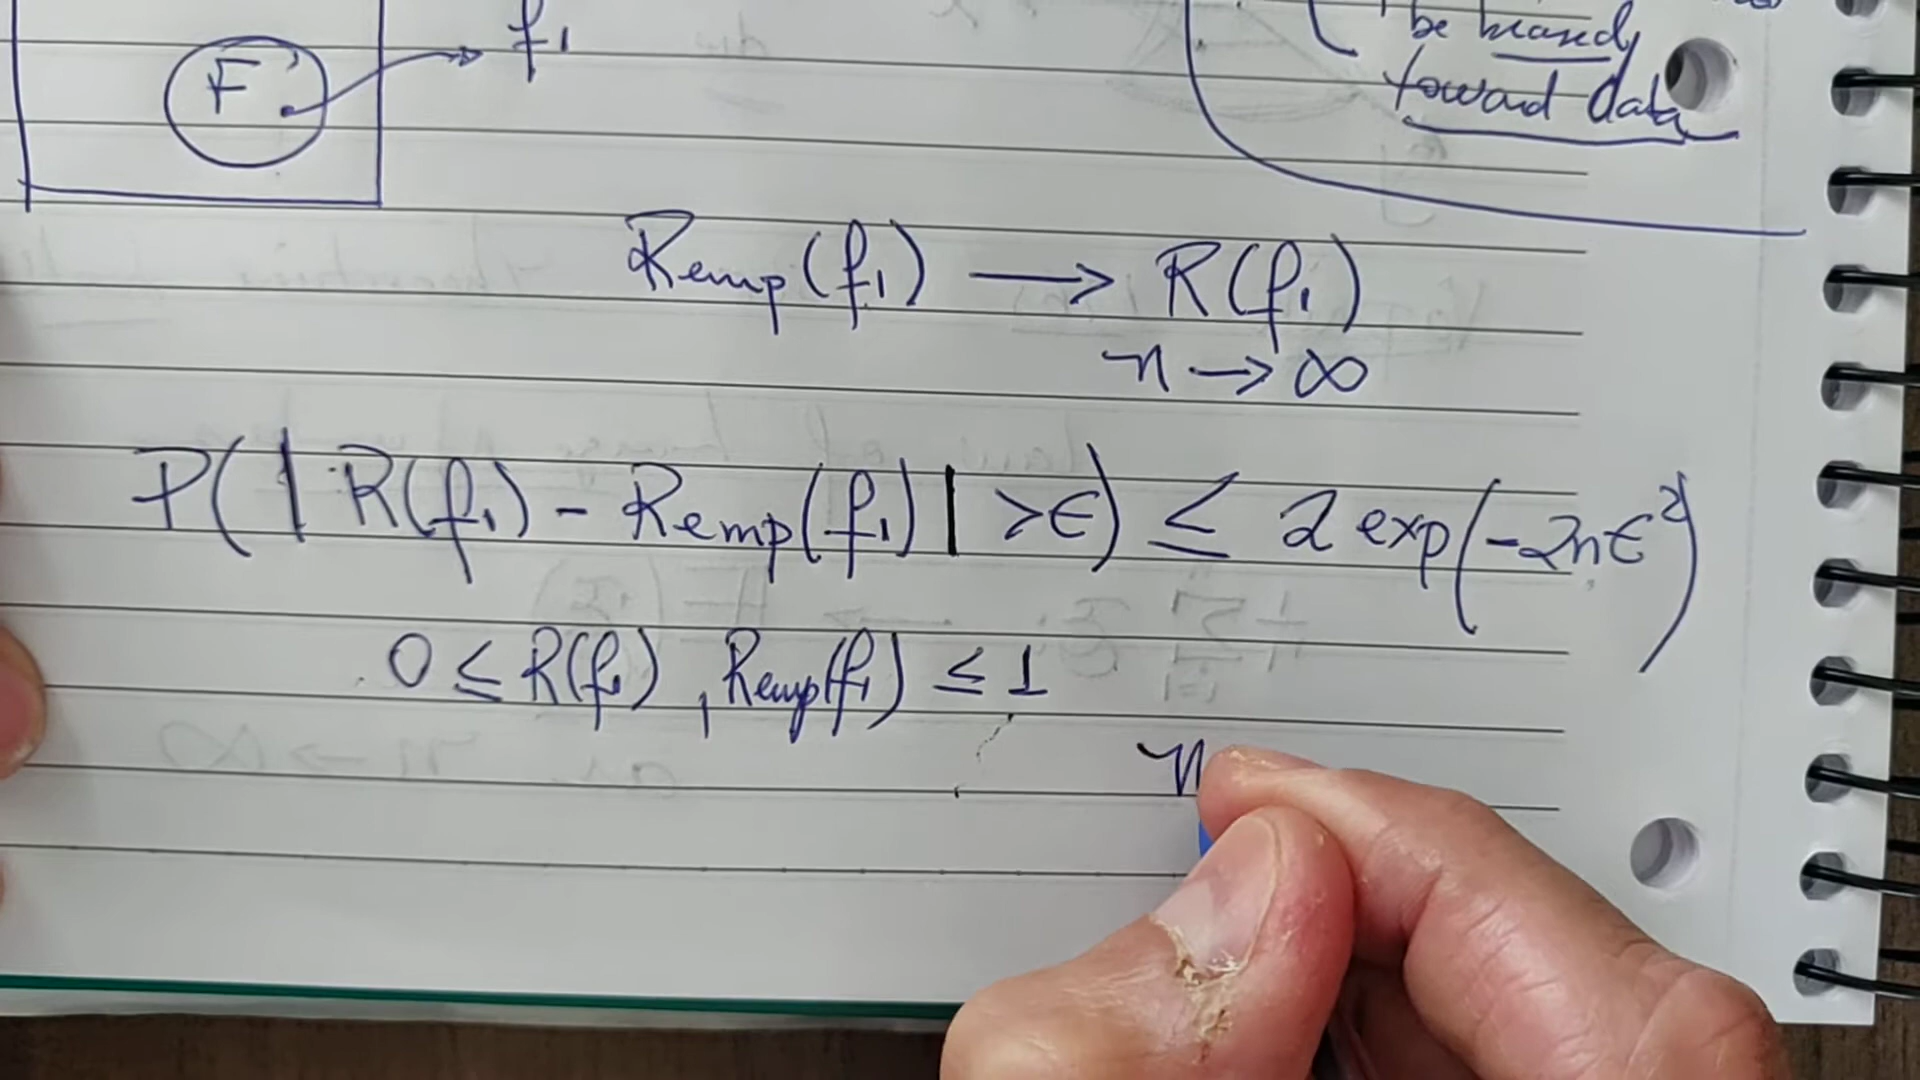 be biased
toward data
F
f₁
Remp(f₁) → R(f₁)
n → ∞
P(| R(f₁) - Remp(f₁) | >ϵ) ≤ 2 exp(-2nϵ²)
0 ≤ R(f₁) , Remp(f₁) ≤ 1
n